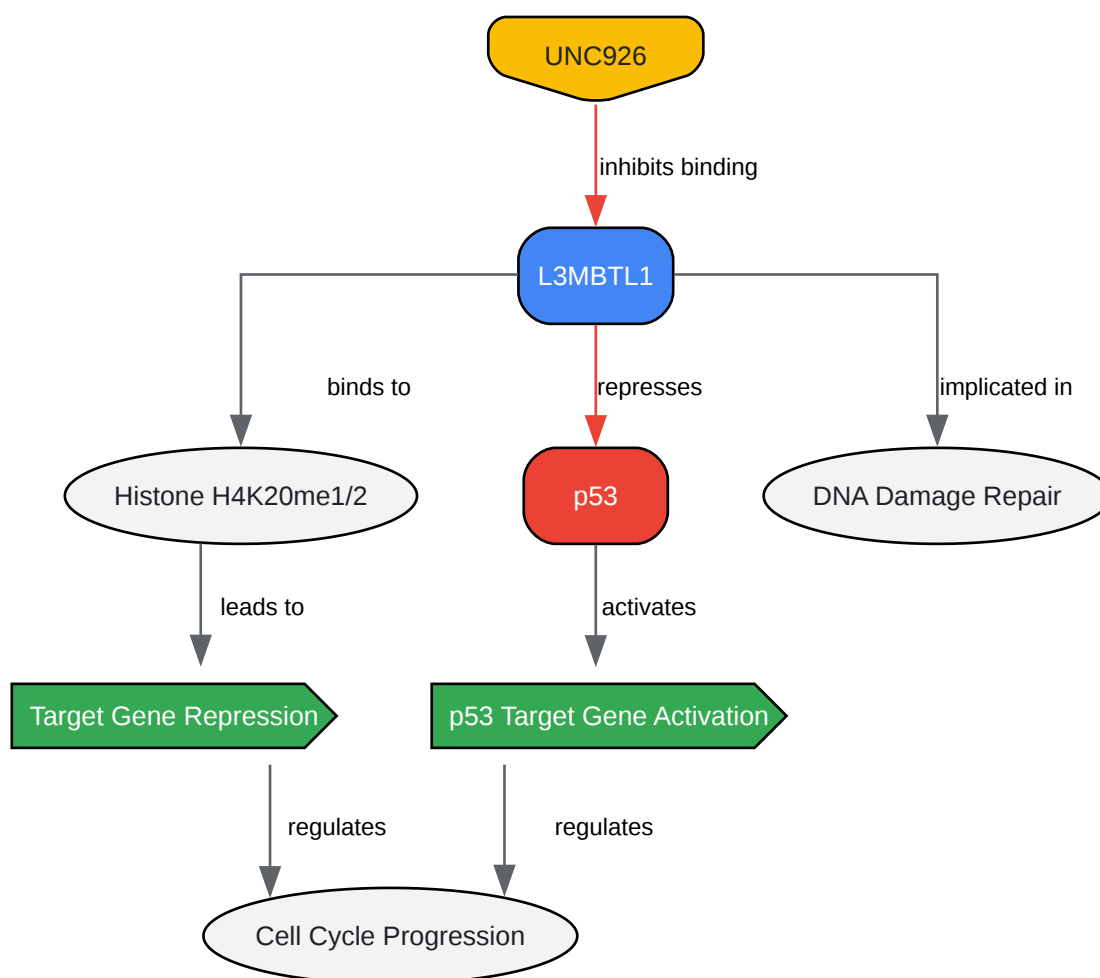 UNC926
inhibits binding
L3MBTL1
binds to
represses
implicated in
Histone H4K20me1/2
p53
DNA Damage Repair
leads to
activates
Target Gene Repression
p53 Target Gene Activation
regulates
regulates
Cell Cycle Progression